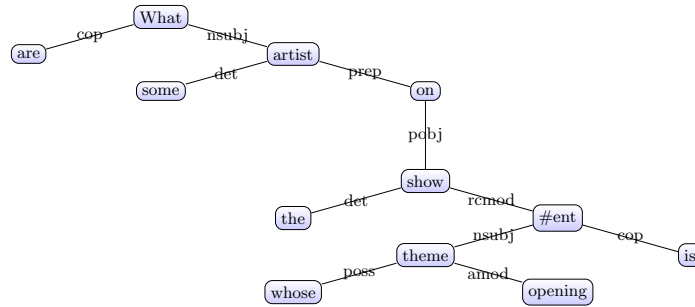 What
cop nsubj
are artist
det prep
some on
pobj
show
det rcmod
the #ent
nsubj cop
theme is
poss amod
whose opening